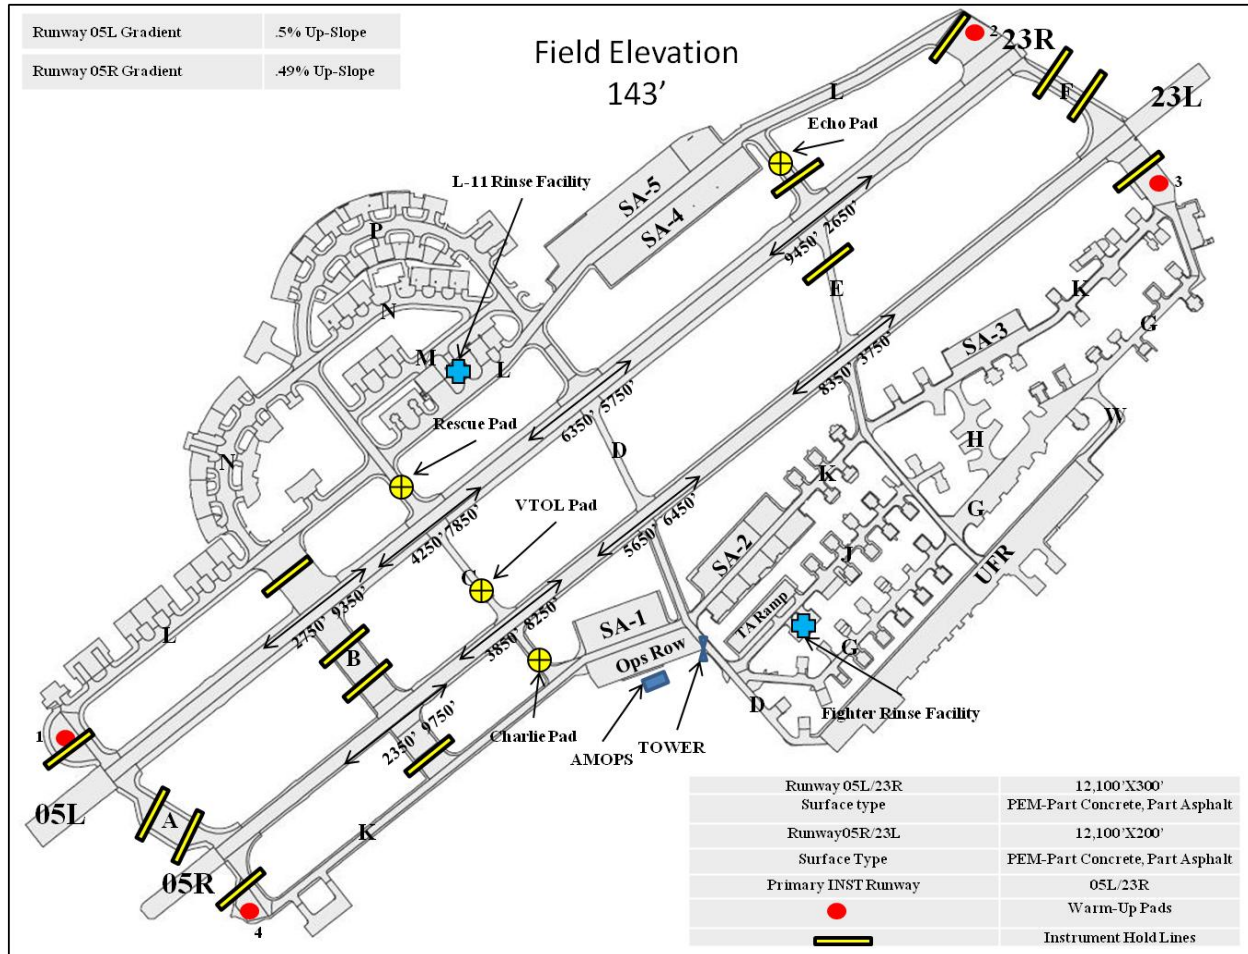 Runway 05L Gradient .5% Up-Slope
Runway 05R Gradient .49% Up-Slope
Field Elevation
143'
2
23R
F
23L
L
Echo Pad
3
L-11 Rinse Facility
SA-5
SA-4
P
9450' 2650'
E
K
N
G
M
L
SA-3
8350' 3750'
W
Rescue Pad
6350' 5750'
H
D
N
VTOL Pad
K
G
4250' 7850'
5650' 6450'
SA-2
J
UFR
C
2750' 9350'
3850' 8250'
SA-1
TA Ramp
L
B
Ops Row
G
2350' 9750'
Charlie Pad
D
Fighter Rinse Facility
1
AMOPS
TOWER
05L
A
K
05R
4
Runway 05L/23R 12,100'X300'
Surface type PEM-Part Concrete, Part Asphalt
Runway05R/23L 12,100'X200'
Surface Type PEM-Part Concrete, Part Asphalt
Primary INST Runway 05L/23R
Warm-Up Pads
Instrument Hold Lines